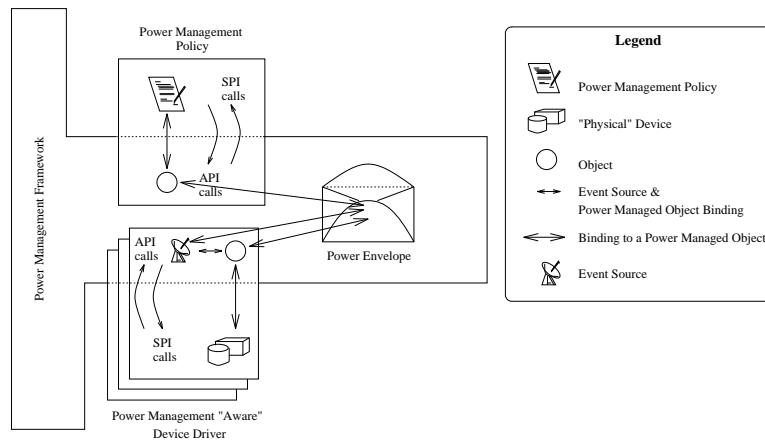 Power Management
Policy
SPI
calls
API
calls
Power Management Framework
Power Envelope
API
calls
SPI
calls
Power Management "Aware"
Device Driver
Legend
Power Management Policy
"Physical" Device
Object
Event Source &
Power Managed Object Binding
Binding to a Power Managed Object
Event Source